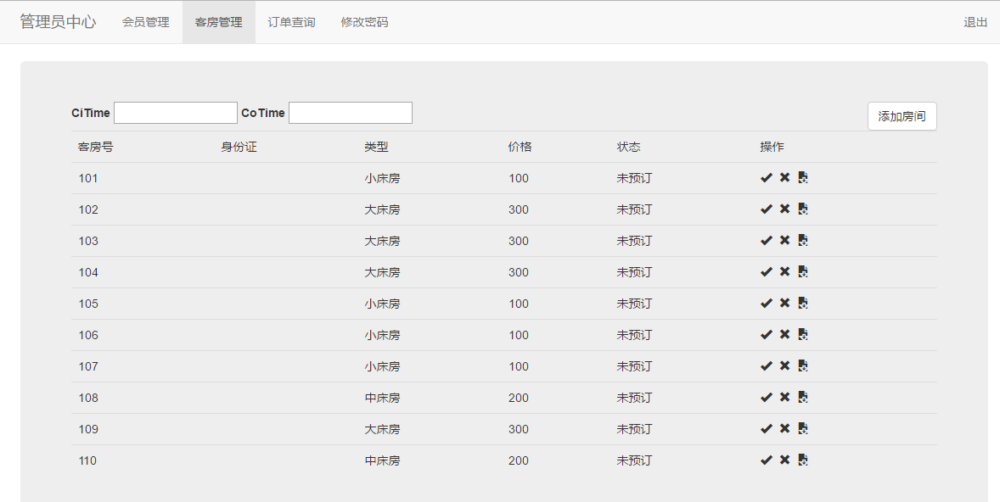 管理员中心 会员管理 客房管理 订单查询 修改密码 退出
CiTime CoTime 添加房间
客房号 身份证 类型 价格 状态 操作
101 小床房 100 未预订
102 大床房 300 未预订
103 大床房 300 未预订
104 大床房 300 未预订
105 小床房 100 未预订
106 小床房 100 未预订
107 小床房 100 未预订
108 中床房 200 未预订
109 大床房 300 未预订
110 中床房 200 未预订